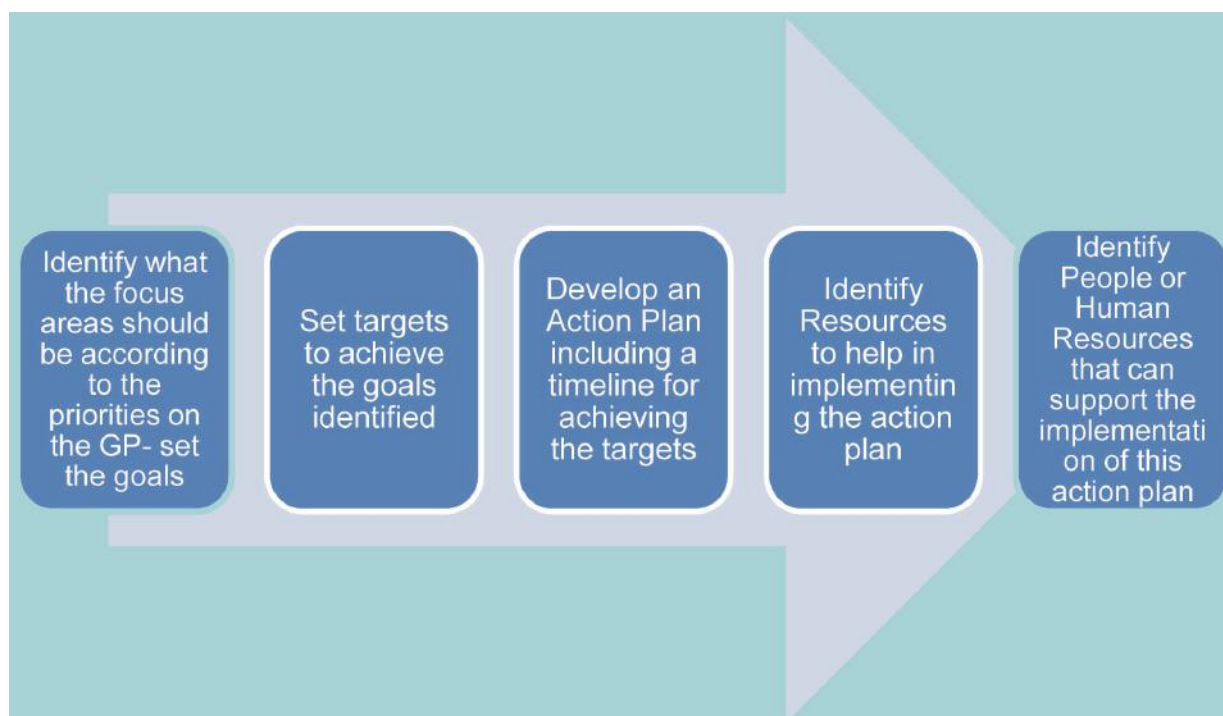 Identify what
the focus
areas should
be according
to the
priorities on
the GP- set
the goals
Set targets
to achieve
the goals
identified
Develop an
Action Plan
including a
timeline for
achieving
the targets
Identify
Resources
to help in
implementin
g the action
plan
Identify
People or
Human
Resources
that can
support the
implementati
on of this
action plan